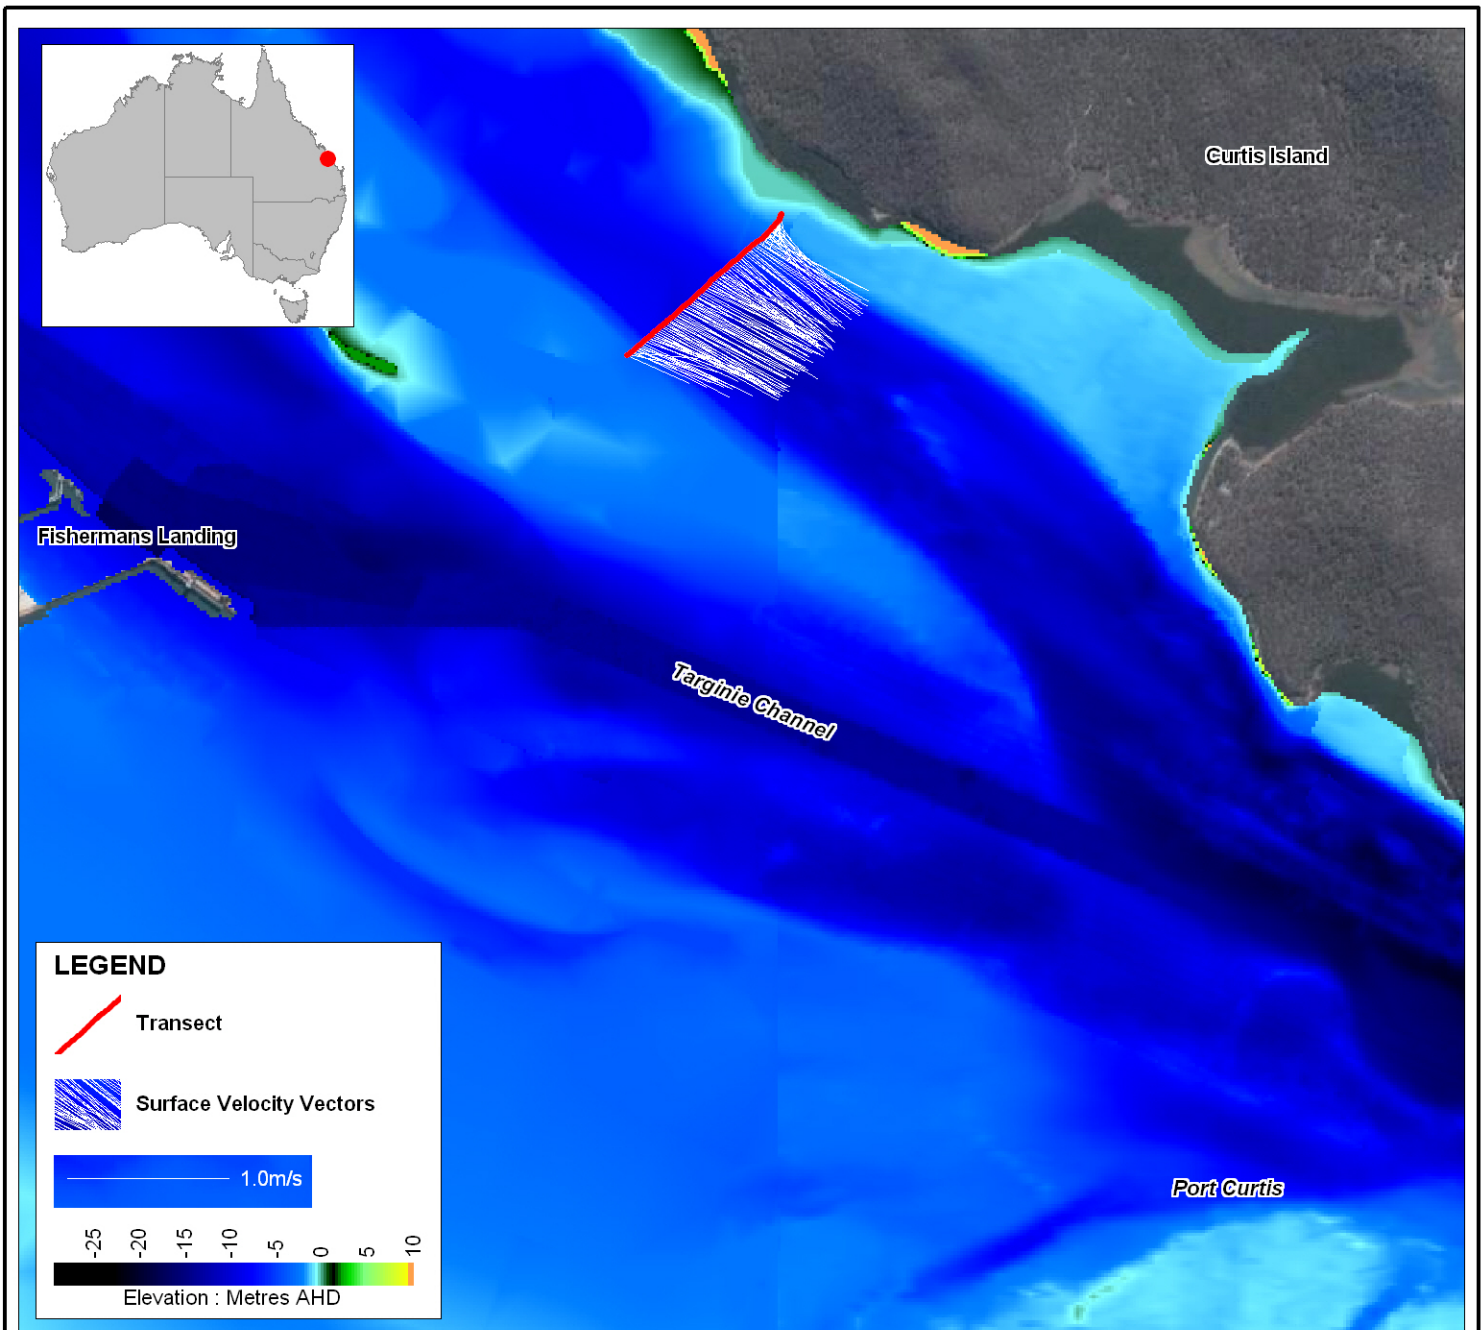 Curtis Island
Fishermans Landing
Targinie Channel
Port Curtis
LEGEND
Transect
Surface Velocity Vectors
1.0m/s
-25 -20 -15 -10 -5 0 5 10
Elevation : Metres AHD